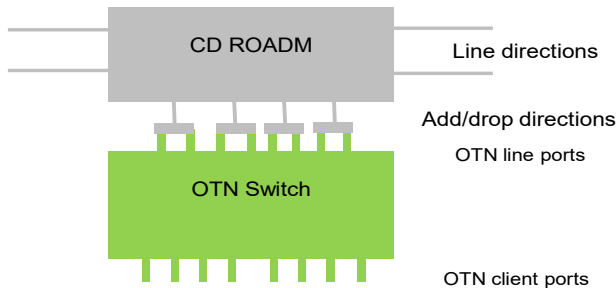 CD ROADM
Line directions
Add/drop directions
OTN line ports
OTN Switch
OTN client ports